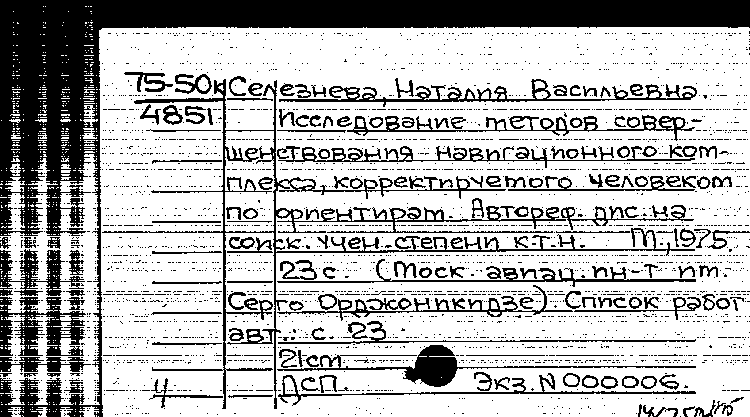 75-50к Селезнева, Наталия Васильевна.
4851 Исследование методов совер-
шенствования навигационного ком-
плекса, корректируемого человеком
по ориентирам. Автореф. дис. на
соиск. учен. степени к.т.н. М., 1975.
23 с. (Моск. авиац. ин-т им.
Серго Орджоникидзе). Список работ
авт.: с. 23
21cm.
4 ДСП. Экз. N 000006.